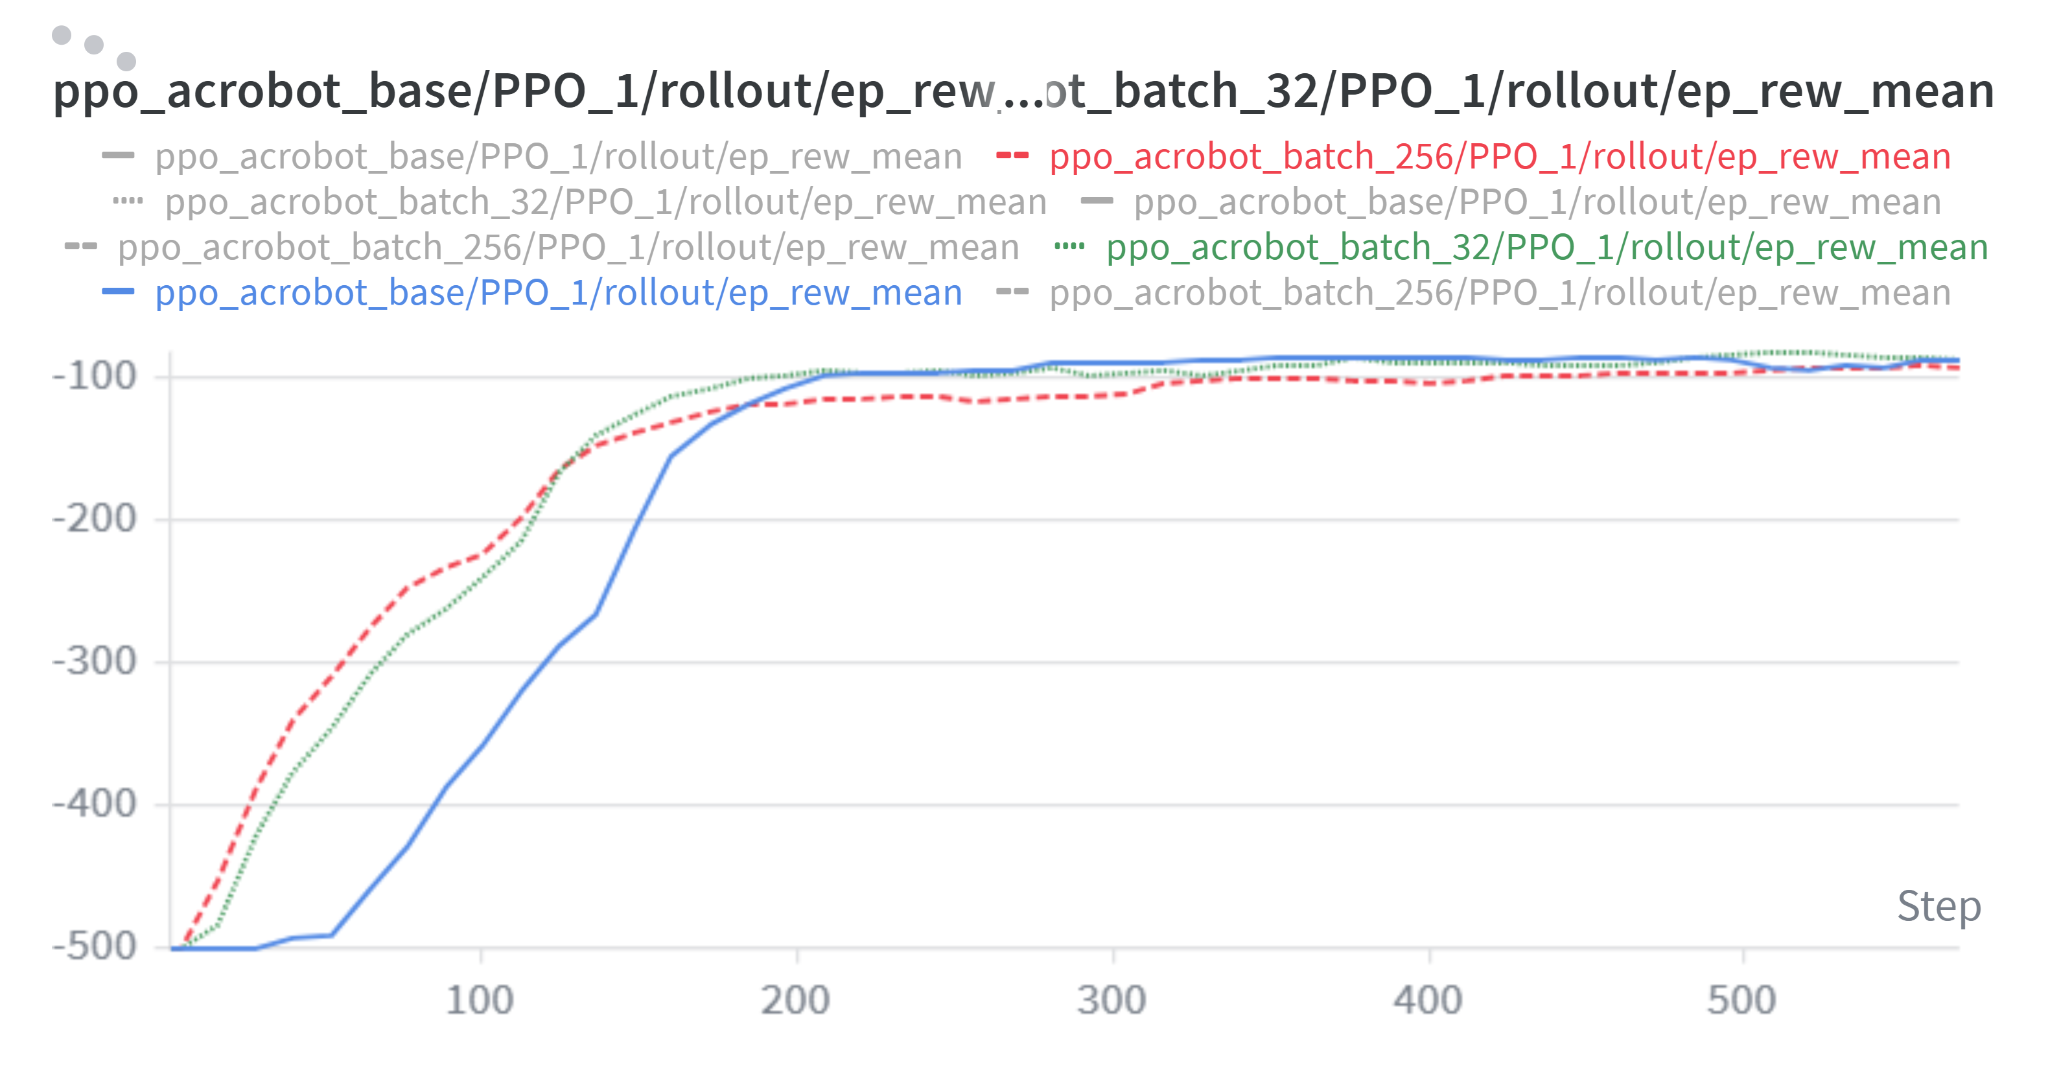 ppo_acrobot_base/PPO_1/rollout/ep_rew...ot_batch_32/PPO_1/rollout/ep_rew_mean
ppo_acrobot_base/PPO_1/rollout/ep_rew_mean ppo_acrobot_batch_256/PPO_1/rollout/ep_rew_mean
ppo_acrobot_batch_32/PPO_1/rollout/ep_rew_mean ppo_acrobot_base/PPO_1/rollout/ep_rew_mean
ppo_acrobot_batch_256/PPO_1/rollout/ep_rew_mean ppo_acrobot_batch_32/PPO_1/rollout/ep_rew_mean
ppo_acrobot_base/PPO_1/rollout/ep_rew_mean ppo_acrobot_batch_256/PPO_1/rollout/ep_rew_mean
-100
-200
-300
-400
Step
-500
100 200 300 400 500